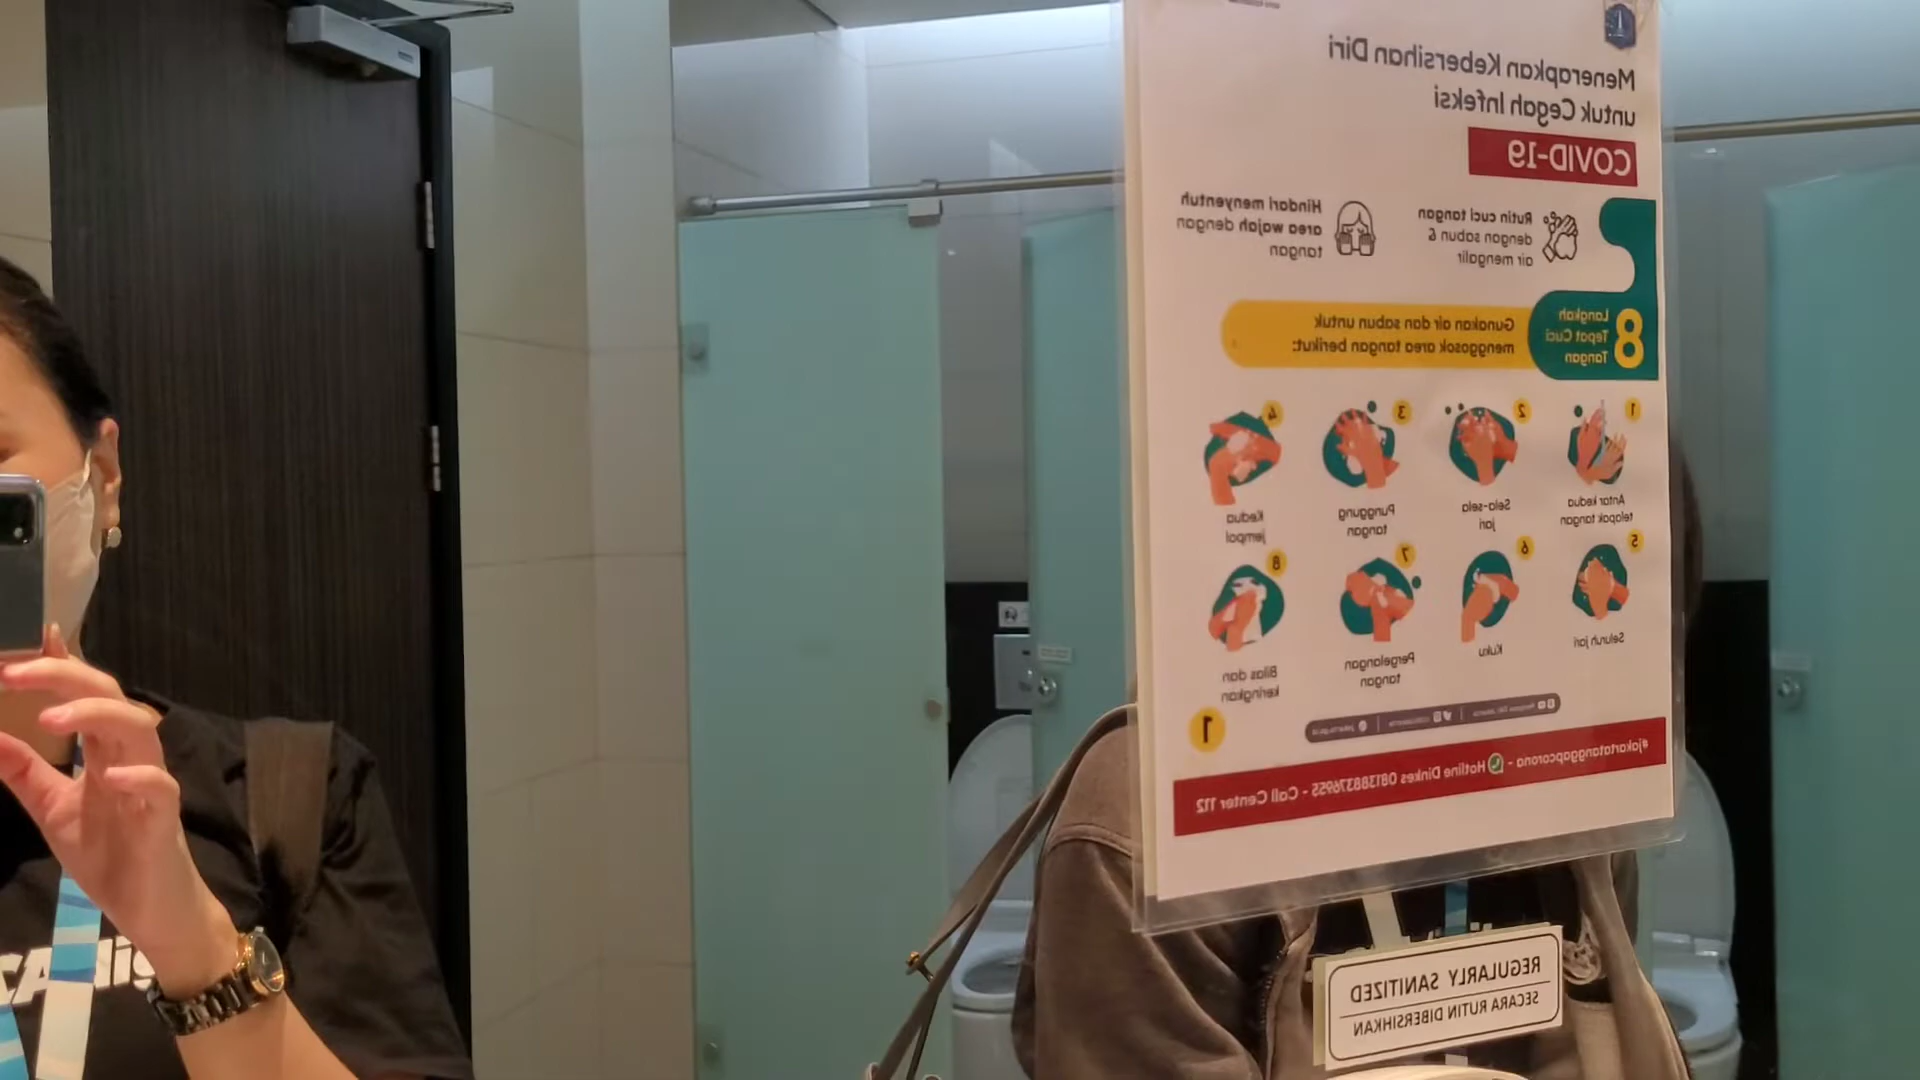 Menerapkan Kebersihan Diri
untuk Cegah Infeksi
COVID-19
Rutin cuci tangan
dengan sabun &
air mengalir
Hindari menyentuh
area wajah dengan
tangan
8
Langkah
Tepat Cuci
Tangan
Gunakan air dan sabun untuk
menggosok area tangan berikut:
1
Antar kedua
telapak tangan
2
Sela-sela
jari
3
Punggung
tangan
4
Kedua
jempol
5
Seluruh jari
6
Kuku
7
Pergelangan
tangan
8
Bilas dan
keringkan
1
#jakartatanggapcorona - Hotline Dinkes 081388376955 - Call Center 112
REGULARLY SANITIZED
SECARA RUTIN DIBERSIHKAN